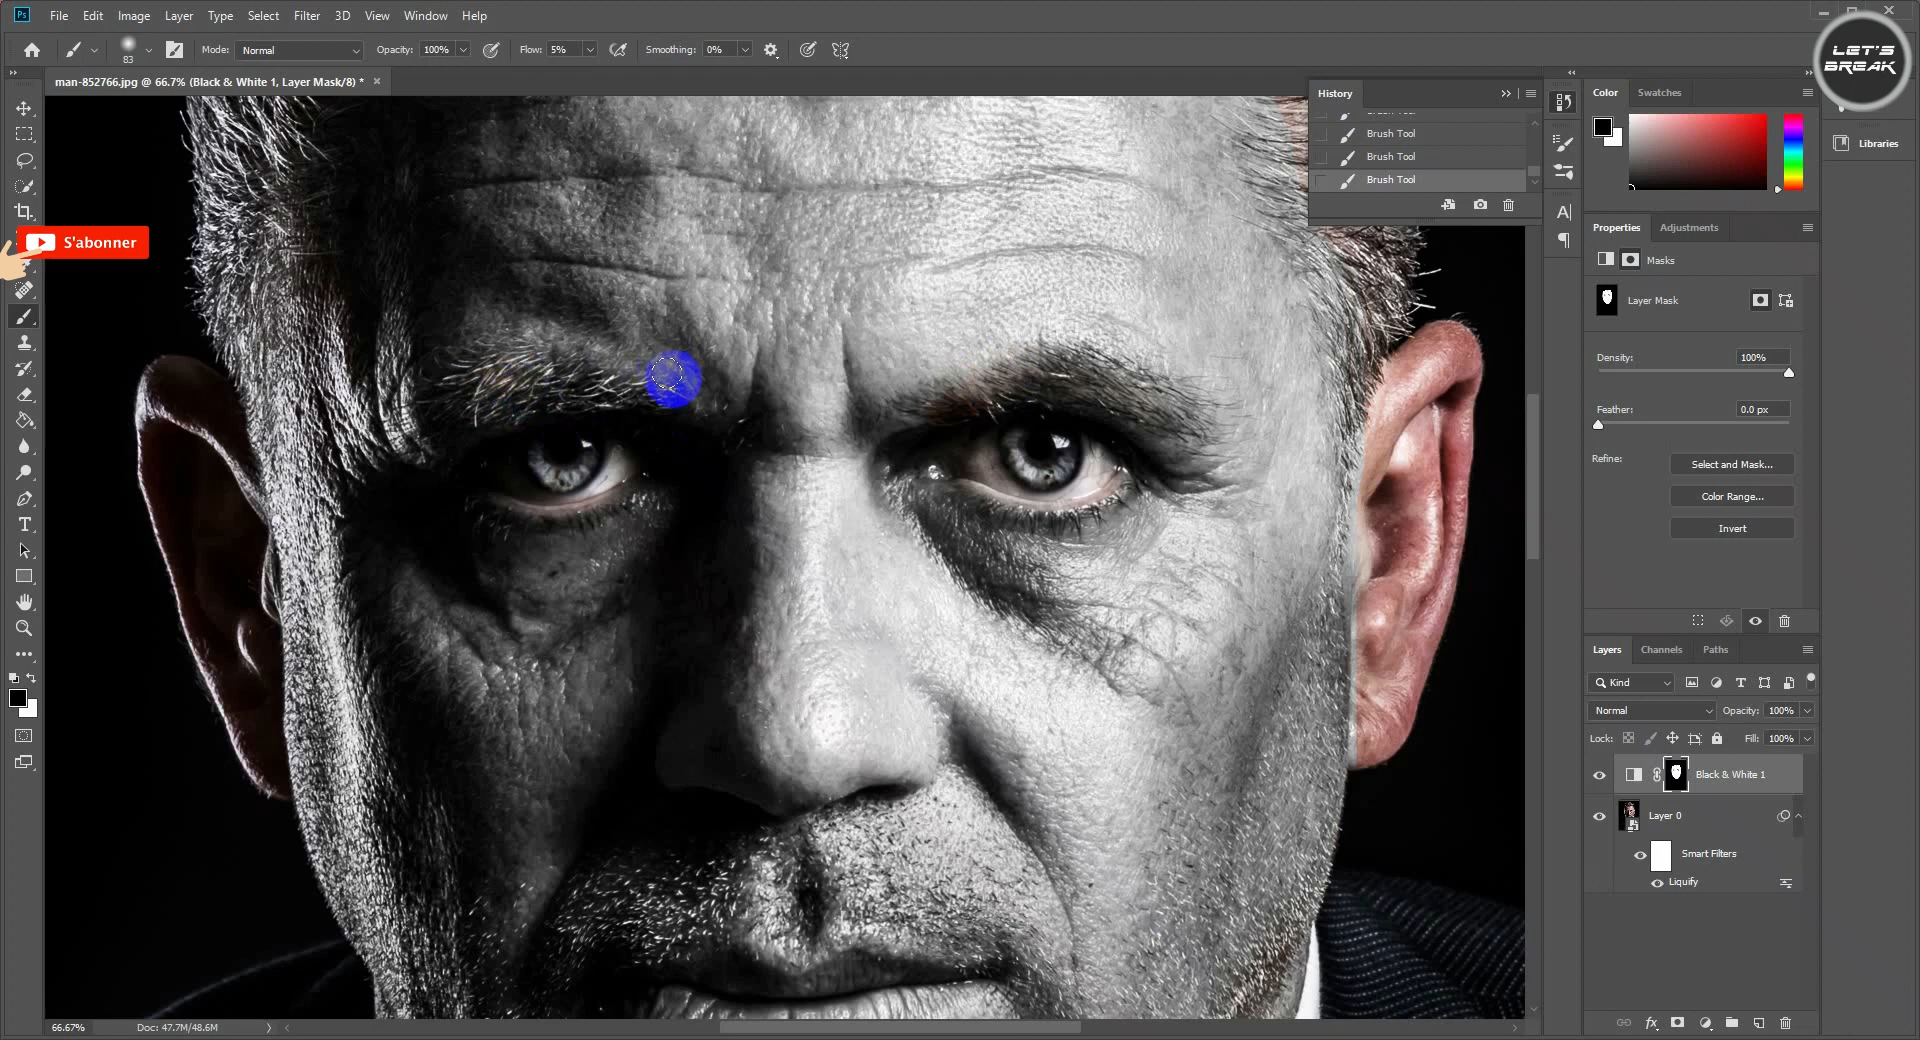 File Edit Image Layer Type Select Filter 3D View Window Help
83 Mode: Normal Opacity: 100% Flow: 5% Smoothing: 0%
LET'S
BREAK
man-852766.jpg @ 66.7% (Black & White 1, Layer Mask/8) *
History
Brush Tool
Brush Tool
Brush Tool
Brush Tool
S'abonner
Color Swatches
Libraries
Properties Adjustments
Masks
Layer Mask
Density: 100%
Feather: 0.0 px
Refine: Select and Mask...
Color Range...
Invert
Layers Channels Paths
Kind
Normal Opacity: 100%
Lock: Fill: 100%
Black & White 1
Layer 0
Smart Filters
Liquify
66.67% Doc: 47.7M/48.6M